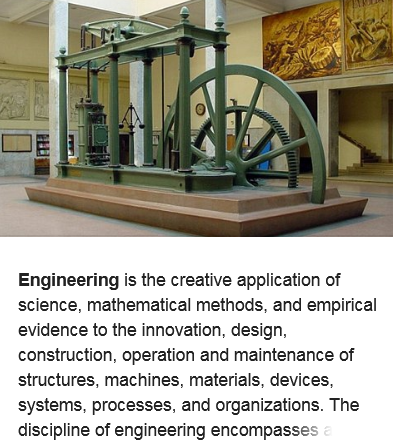 Engineering is the creative application of
science, mathematical methods, and empirical
evidence to the innovation, design,
construction, operation and maintenance of
structures, machines, materials, devices,
systems, processes, and organizations. The
discipline of engineering encompasses a